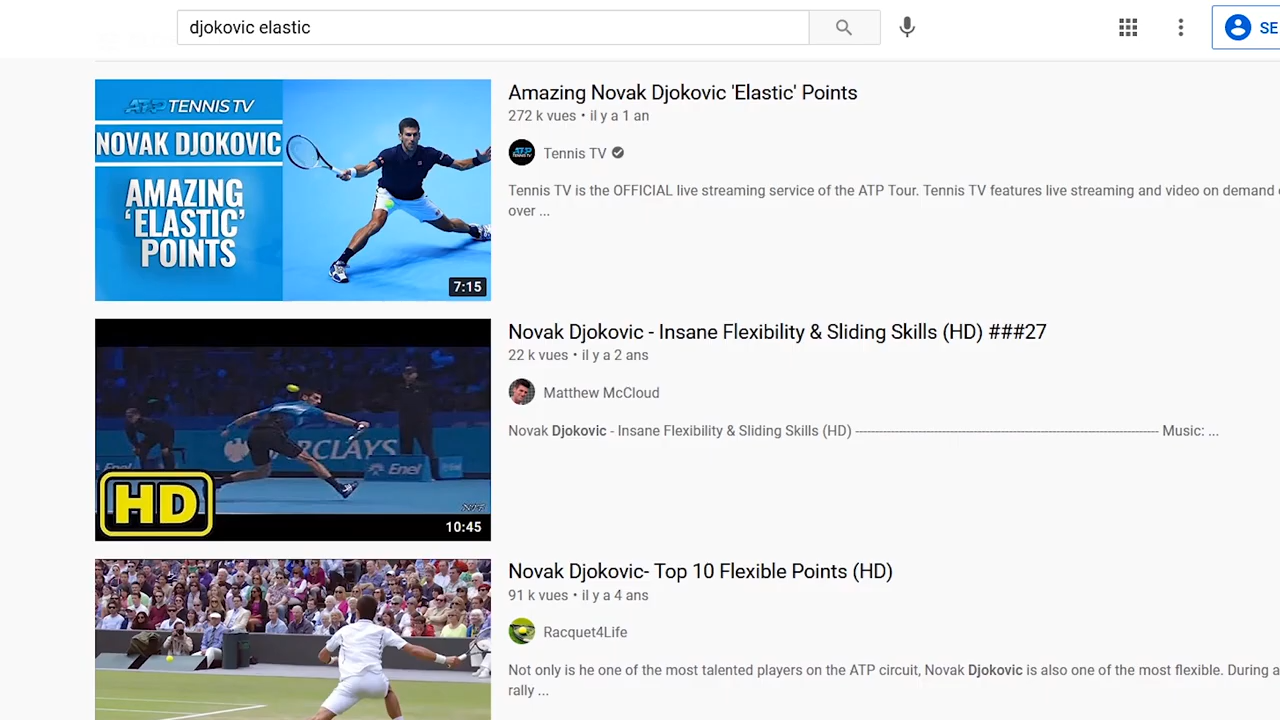 djokovic elastic
SE
ATP TENNIS TV
NOVAK DJOKOVIC
AMAZING
‘ELASTIC’
POINTS
7:15
Amazing Novak Djokovic 'Elastic' Points
272 k vues • il y a 1 an
Tennis TV
Tennis TV is the OFFICIAL live streaming service of the ATP Tour. Tennis TV features live streaming and video on demand
over ...
BARCLAYS
Enel
Enel
HD
10:45
Novak Djokovic - Insane Flexibility & Sliding Skills (HD) ###27
22 k vues • il y a 2 ans
Matthew McCloud
Novak Djokovic - Insane Flexibility & Sliding Skills (HD) ---------------------------------------------------------------------------- Music: ...
Novak Djokovic- Top 10 Flexible Points (HD)
91 k vues • il y a 4 ans
Racquet4Life
Not only is he one of the most talented players on the ATP circuit, Novak Djokovic is also one of the most flexible. During a
rally ...